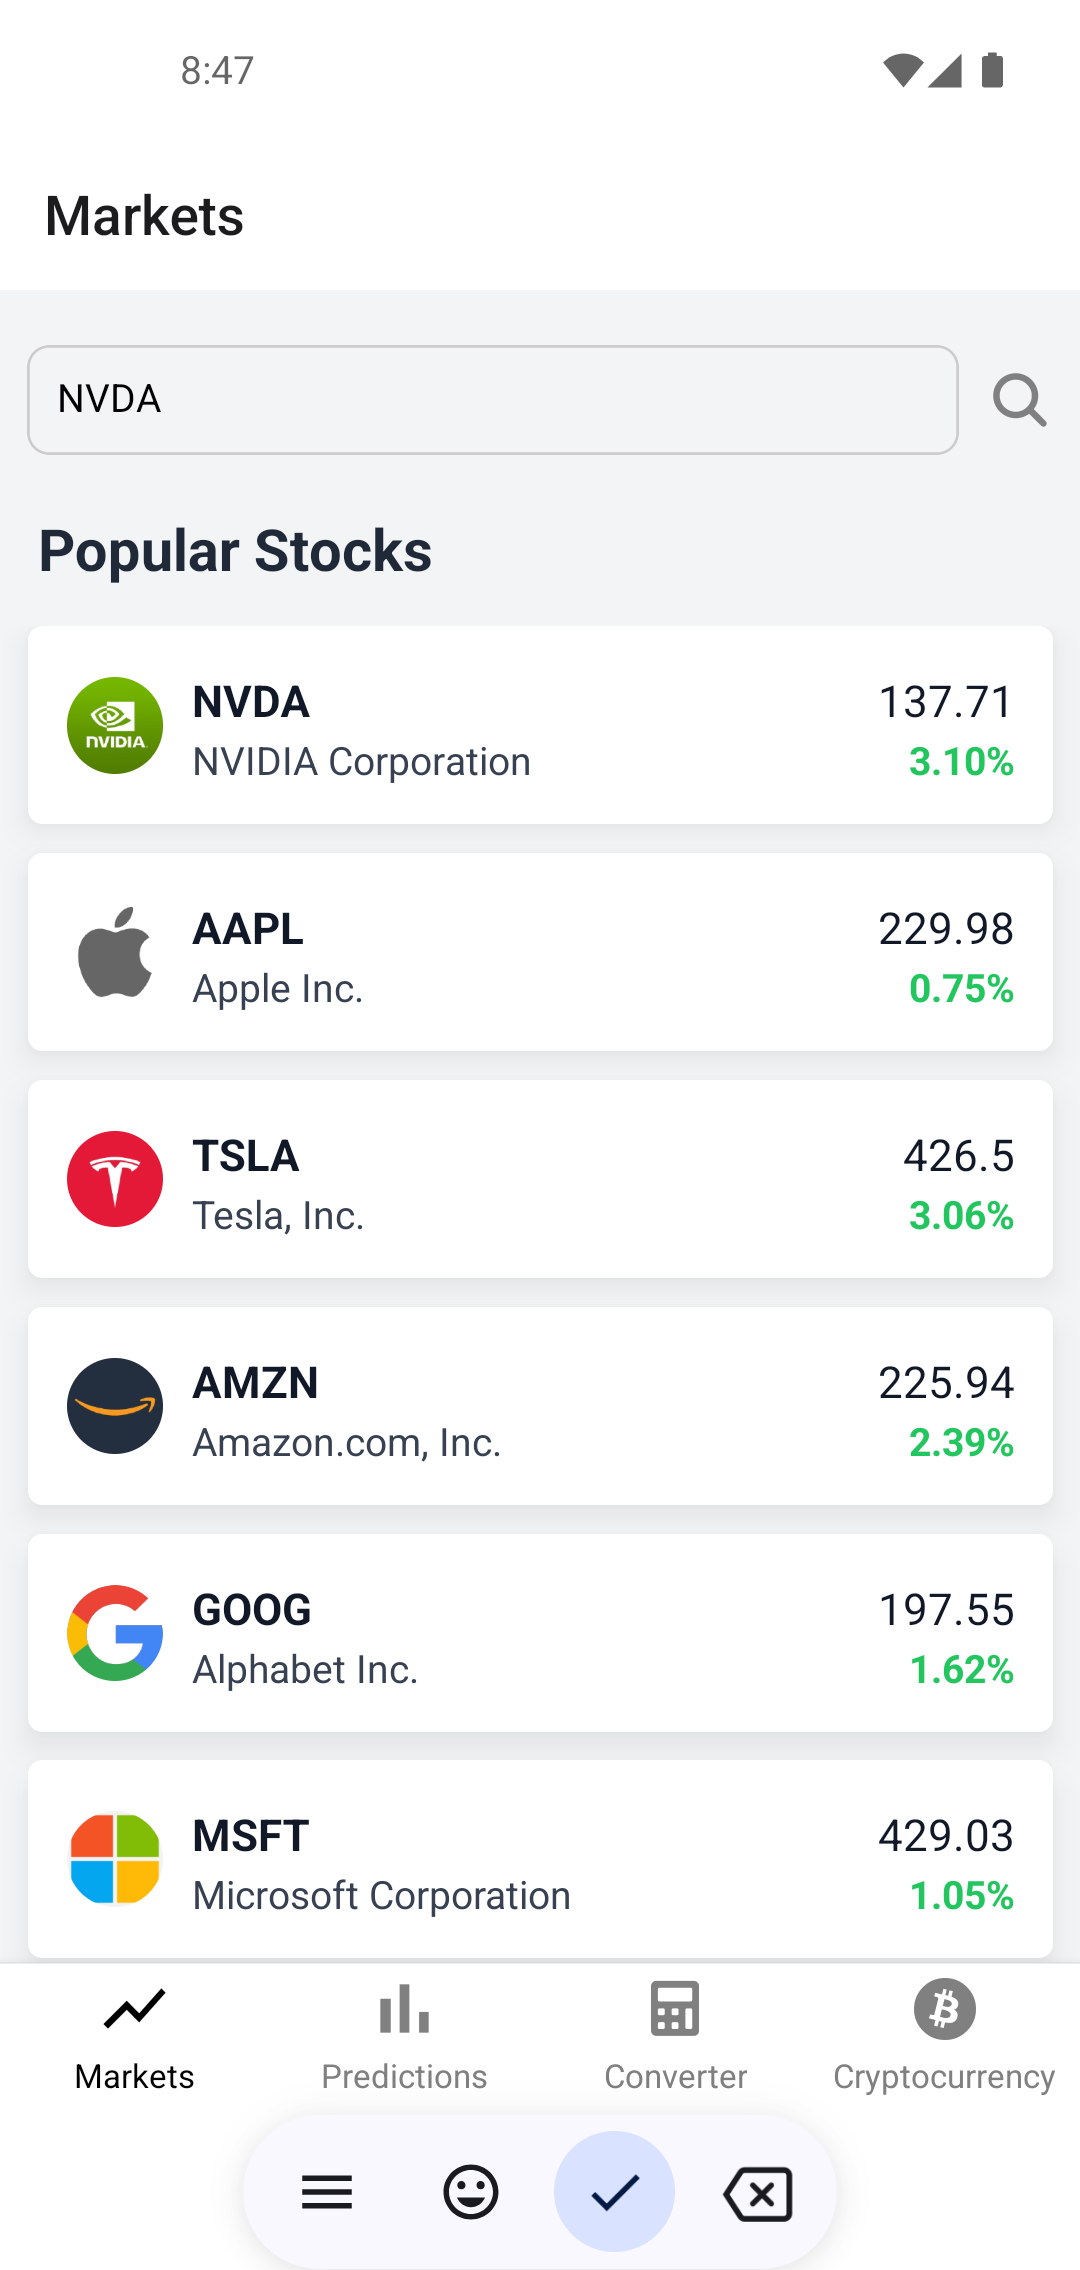 8:47
Markets
NVDA
Popular Stocks
NVIDIA
NVDA 137.71
NVIDIA Corporation 3.10%
AAPL 229.98
Apple Inc. 0.75%
TSLA 426.5
Tesla, Inc. 3.06%
AMZN 225.94
Amazon.com, Inc. 2.39%
GOOG 197.55
Alphabet Inc. 1.62%
MSFT 429.03
Microsoft Corporation 1.05%
Markets Predictions Converter Cryptocurrency